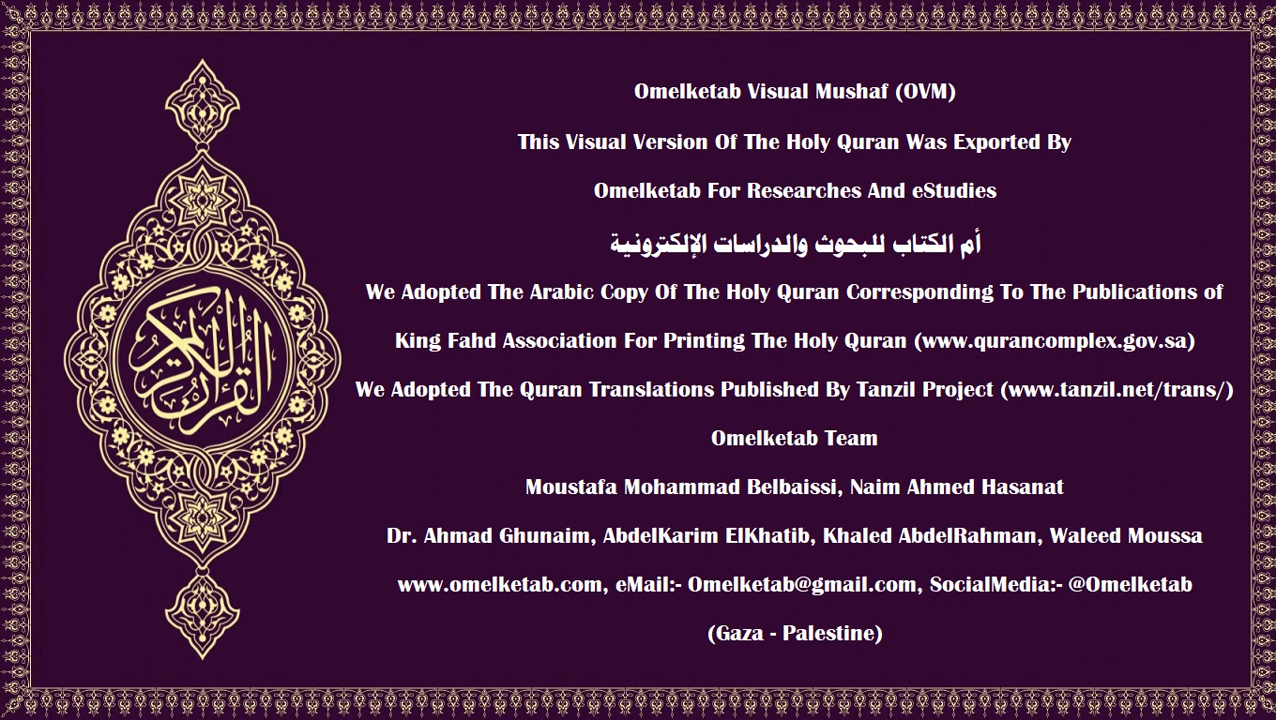 Omelketab Visual Mushaf (OVM)
This Visual Version Of The Holy Quran Was Exported By
Omelketab For Researches And eStudies
أم الكتاب للبحوث والدراسات الإلكترونية
We Adopted The Arabic Copy Of The Holy Quran Corresponding To The Publications of
King Fahd Association For Printing The Holy Quran (www.qurancomplex.gov.sa)
We Adopted The Quran Translations Published By Tanzil Project (www.tanzil.net/trans/)
Omelketab Team
Moustafa Mohammad Belbaissi, Naim Ahmed Hasanat
Dr. Ahmad Ghunaim, AbdelKarim ElKhatib, Khaled AbdelRahman, Waleed Moussa
www.omelketab.com, eMail:- Omelketab@gmail.com, SocialMedia:- @Omelketab
(Gaza - Palestine)
القرآن الكريم